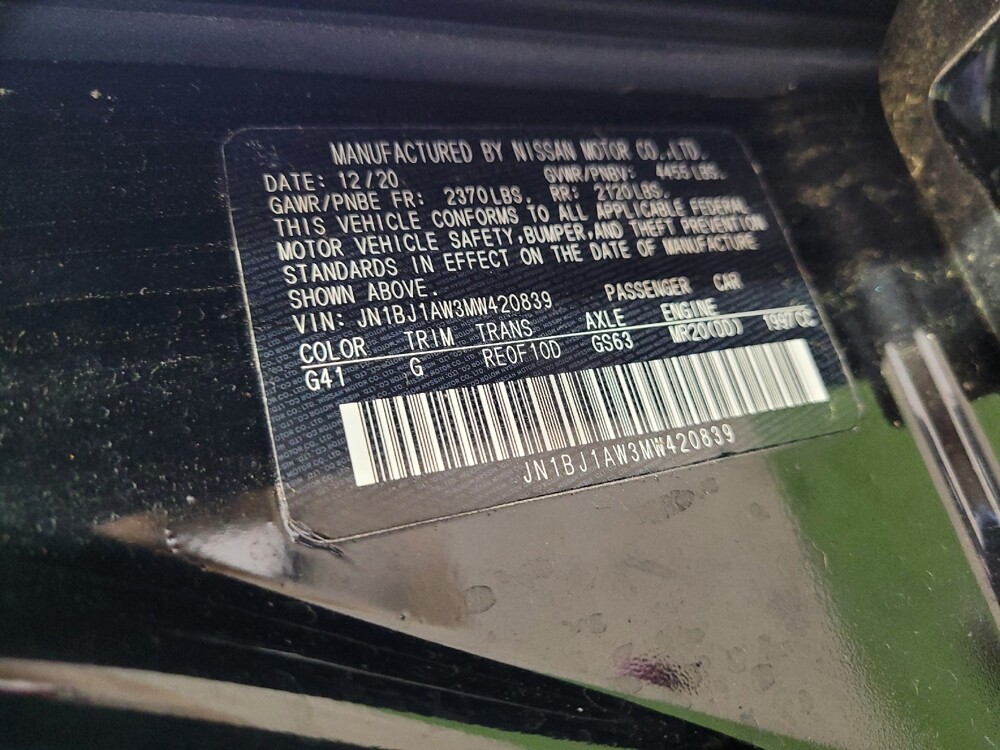 MANUFACTURED BY NISSAN MOTOR CO.,LTD.
DATE: 12/20 GVWR/PNBV: 4455 LBS.
GAWR/PNBE FR: 2370LBS. RR: 2120LBS.
THIS VEHICLE CONFORMS TO ALL APPLICABLE FEDERAL
MOTOR VEHICLE SAFETY,BUMPER,AND THEFT PREVENTION
STANDARDS IN EFFECT ON THE DATE OF MANUFACTURE
SHOWN ABOVE.
VIN: JN1BJ1AW3MW420839 PASSENGER CAR
COLOR TRIM TRANS AXLE ENGINE
G41 G RE0F10D GS63 MR20(DD) 1997CC
JN1BJ1AW3MW420839